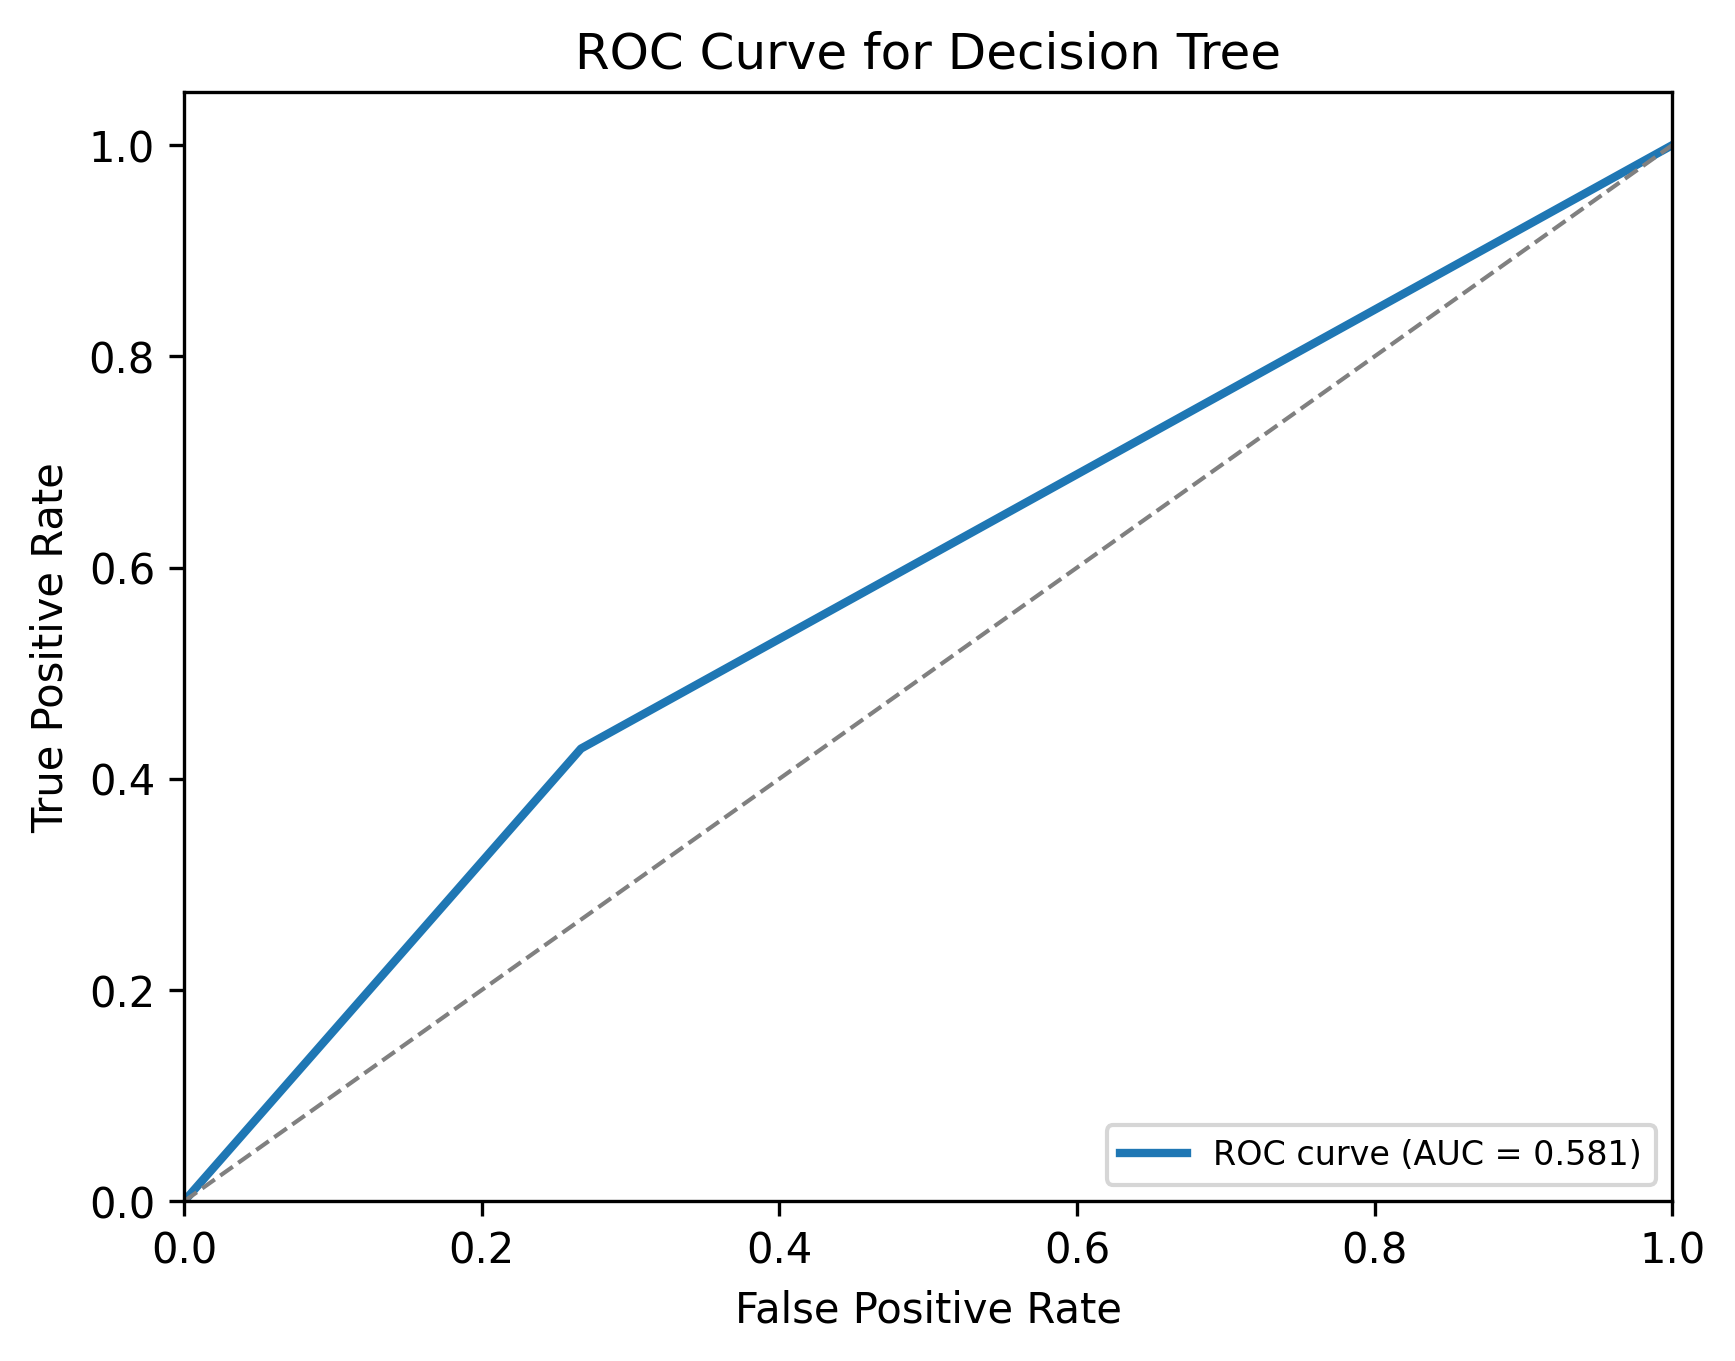 ROC Curve for Decision Tree
1.0
0.8
0.6
0.4
0.2
0.0
True Positive Rate
ROC curve (AUC = 0.581)
0.0 0.2 0.4 0.6 0.8 1.0
False Positive Rate